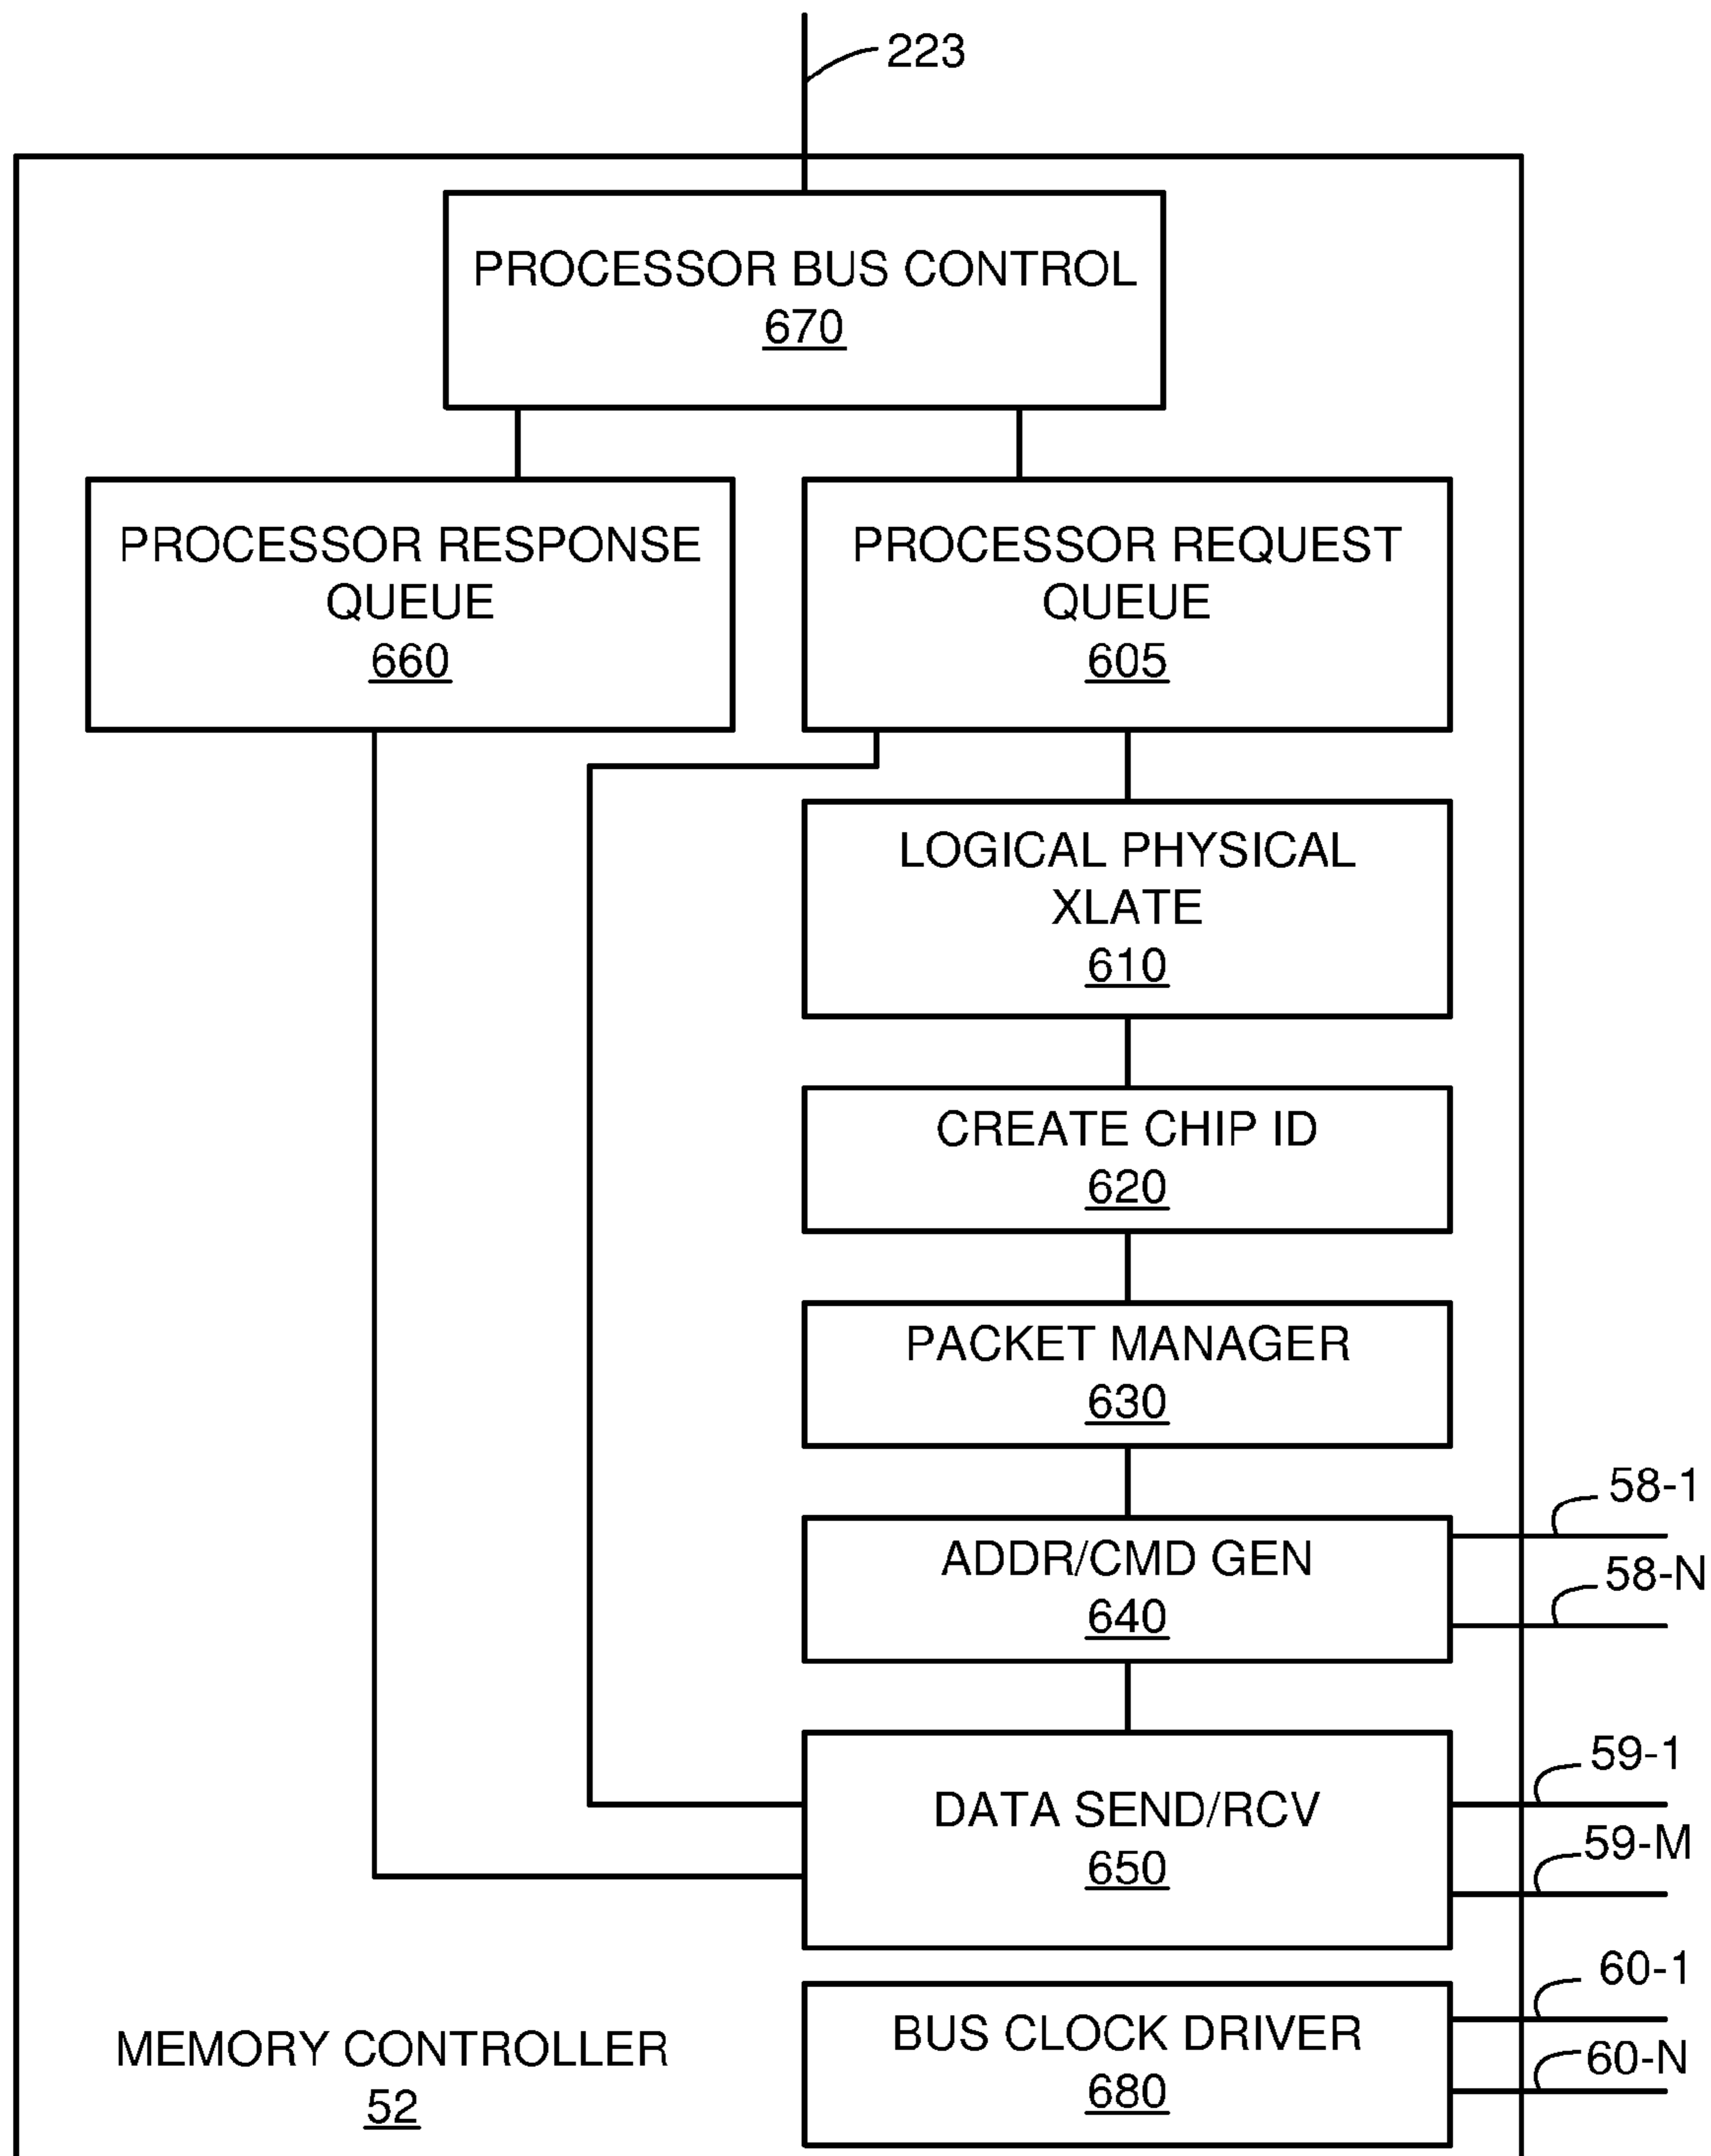 223
PROCESSOR BUS CONTROL
670
PROCESSOR RESPONSE
QUEUE
660
PROCESSOR REQUEST
QUEUE
605
LOGICAL PHYSICAL
XLATE
610
CREATE CHIP ID
620
PACKET MANAGER
630
58-1
ADDR/CMD GEN
640
58-N
59-1
DATA SEND/RCV
650
59-M
60-1
BUS CLOCK DRIVER
680
60-N
MEMORY CONTROLLER
52